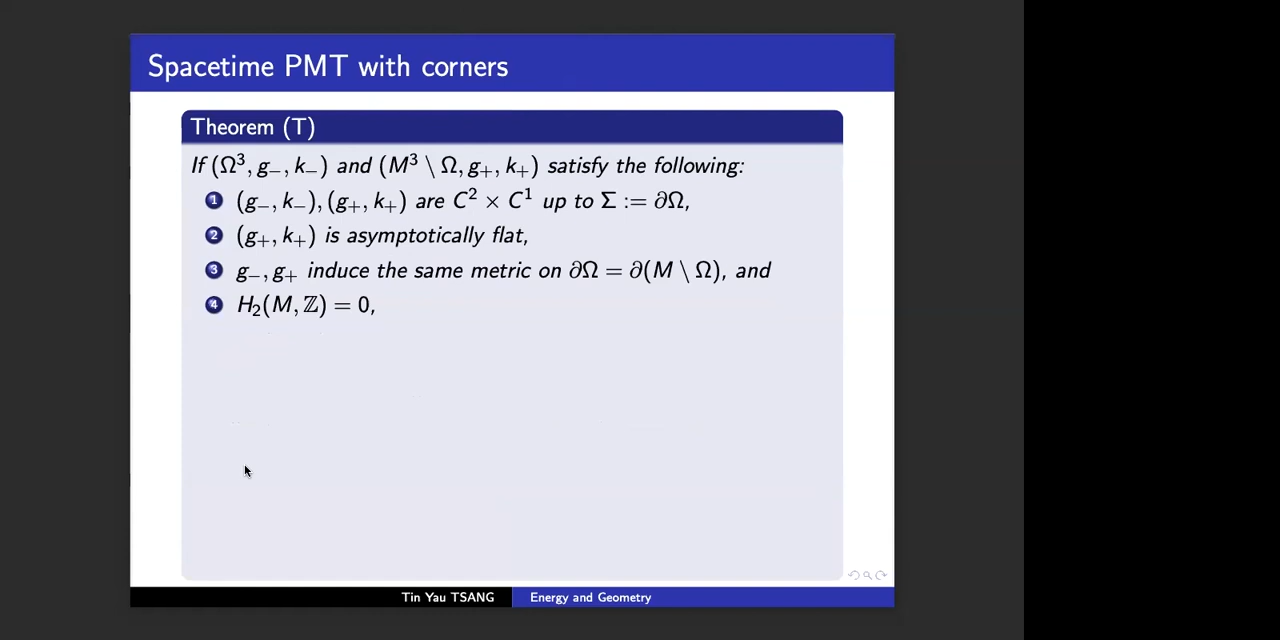 Spacetime PMT with corners
Theorem (T)
If (Ω³, g₋, k₋) and (M³ \ Ω, g₊, k₊) satisfy the following:
1 (g₋, k₋), (g₊, k₊) are C² × C¹ up to Σ := ∂Ω,
2 (g₊, k₊) is asymptotically flat,
3 g₋, g₊ induce the same metric on ∂Ω = ∂(M \ Ω), and
4 H₂(M, ℤ) = 0,
Tin Yau TSANG Energy and Geometry